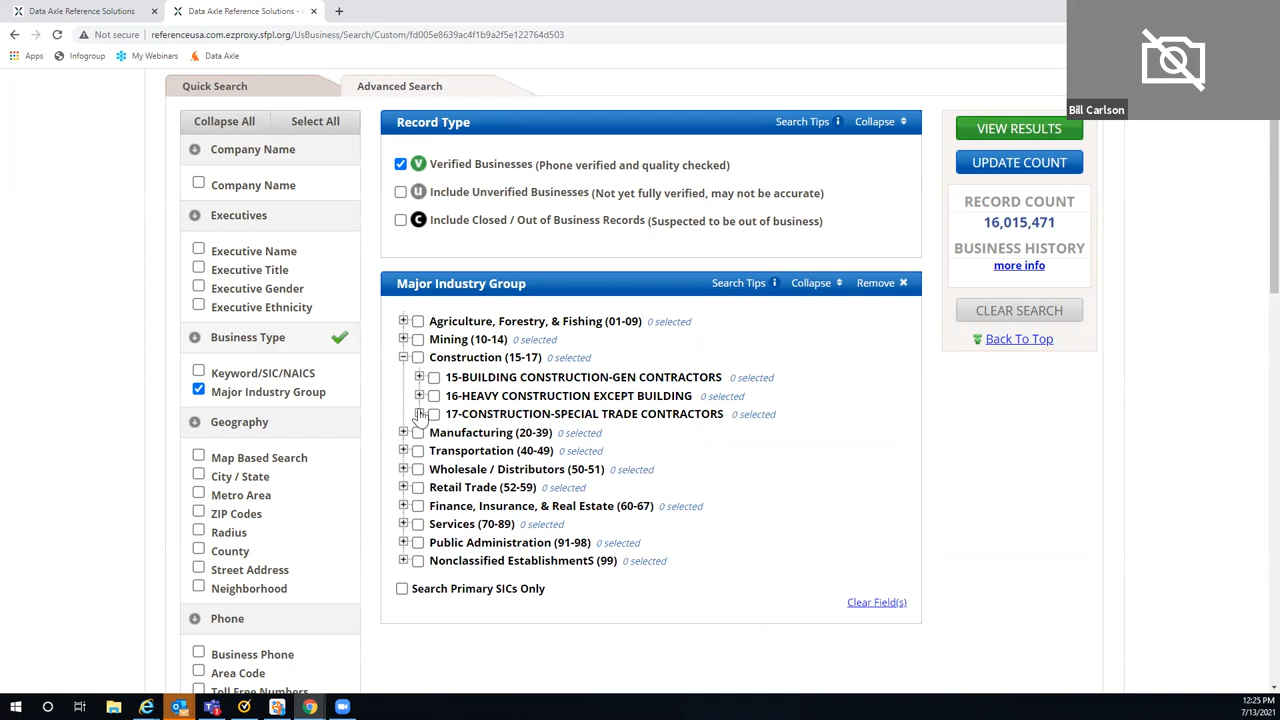 Data Axle Reference Solutions
Data Axle Reference Solutions -
Not secure
referenceusa.com.ezproxy.sfpl.org/UsBusiness/Search/Custom/fd005e8639ac4f1b9a2f5e122764d503
Apps
Infogroup
My Webinars
Data Axle
Bill Carlson
Quick Search
Advanced Search
Collapse All
Select All
Company Name
Company Name
Executives
Executive Name
Executive Title
Executive Gender
Executive Ethnicity
Business Type
Keyword/SIC/NAICS
Major Industry Group
Geography
Map Based Search
City / State
Metro Area
ZIP Codes
Radius
County
Street Address
Neighborhood
Phone
Business Phone
Area Code
Toll Free Numbers
Record Type
Search Tips
Collapse
V Verified Businesses (Phone verified and quality checked)
U Include Unverified Businesses (Not yet fully verified, may not be accurate)
C Include Closed / Out of Business Records (Suspected to be out of business)
Major Industry Group
Search Tips
Collapse
Remove
Agriculture, Forestry, & Fishing (01-09) 0 selected
Mining (10-14) 0 selected
Construction (15-17) 0 selected
15-BUILDING CONSTRUCTION-GEN CONTRACTORS 0 selected
16-HEAVY CONSTRUCTION EXCEPT BUILDING 0 selected
17-CONSTRUCTION-SPECIAL TRADE CONTRACTORS 0 selected
Manufacturing (20-39) 0 selected
Transportation (40-49) 0 selected
Wholesale / Distributors (50-51) 0 selected
Retail Trade (52-59) 0 selected
Finance, Insurance, & Real Estate (60-67) 0 selected
Services (70-89) 0 selected
Public Administration (91-98) 0 selected
Nonclassified EstablishmentS (99) 0 selected
Search Primary SICs Only
Clear Field(s)
VIEW RESULTS
UPDATE COUNT
RECORD COUNT
16,015,471
BUSINESS HISTORY
more info
CLEAR SEARCH
Back To Top
12:25 PM
7/13/2021